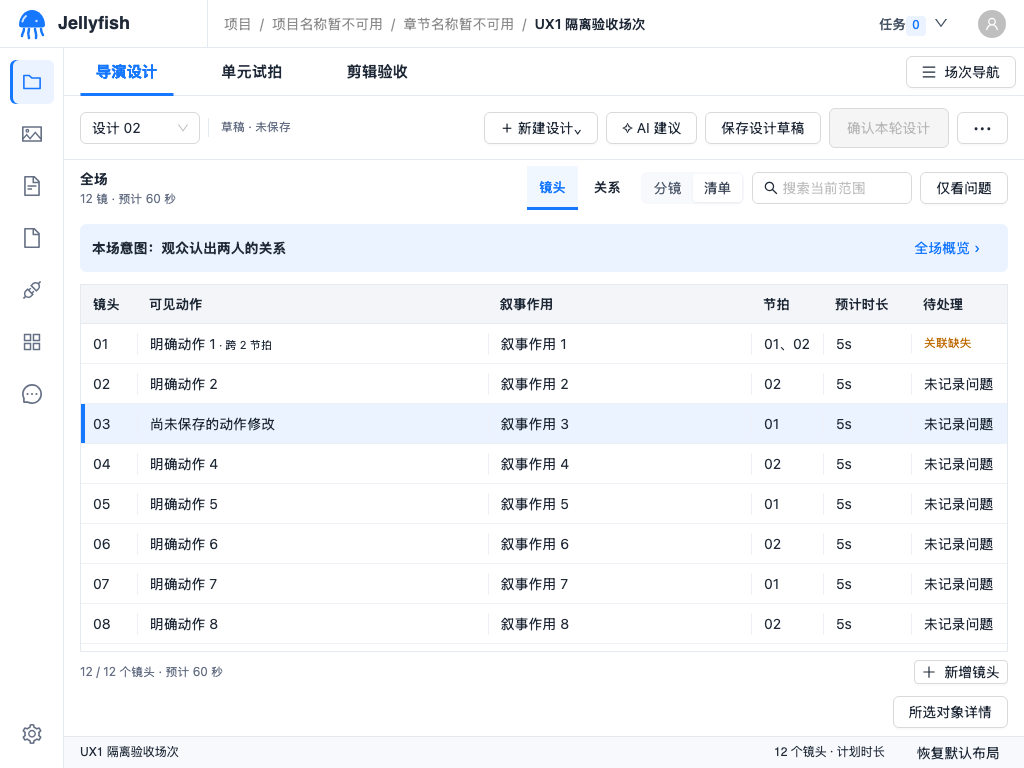 Jellyfish
项目 / 项目名称暂不可用 / 章节名称暂不可用 / UX1 隔离验收场次
任务 0
导演设计 单元试拍 剪辑验收
场次导航
设计 02 草稿 · 未保存
新建设计 AI 建议 保存设计草稿 确认本轮设计
全场
12 镜 · 预计 60 秒
镜头 关系 分镜 清单 搜索当前范围 仅看问题
本场意图：观众认出两人的关系 全场概览 ›
镜头 可见动作 叙事作用 节拍 预计时长 待处理
01 明确动作 1 · 跨 2 节拍 叙事作用 1 01、02 5s 关联缺失
02 明确动作 2 叙事作用 2 02 5s 未记录问题
03 尚未保存的动作修改 叙事作用 3 01 5s 未记录问题
04 明确动作 4 叙事作用 4 02 5s 未记录问题
05 明确动作 5 叙事作用 5 01 5s 未记录问题
06 明确动作 6 叙事作用 6 02 5s 未记录问题
07 明确动作 7 叙事作用 7 01 5s 未记录问题
08 明确动作 8 叙事作用 8 02 5s 未记录问题
12 / 12 个镜头 · 预计 60 秒
新增镜头
所选对象详情
UX1 隔离验收场次 12 个镜头 · 计划时长 恢复默认布局